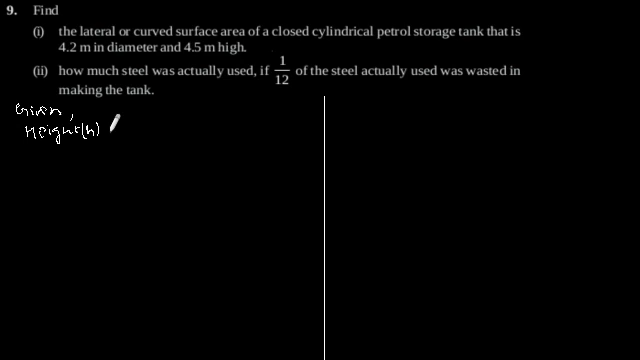 9. Find
(i) the lateral or curved surface area of a closed cylindrical petrol storage tank that is
4.2 m in diameter and 4.5 m high.
(ii) how much steel was actually used, if 1/12 of the steel actually used was wasted in
making the tank.
Given,
Height(h)